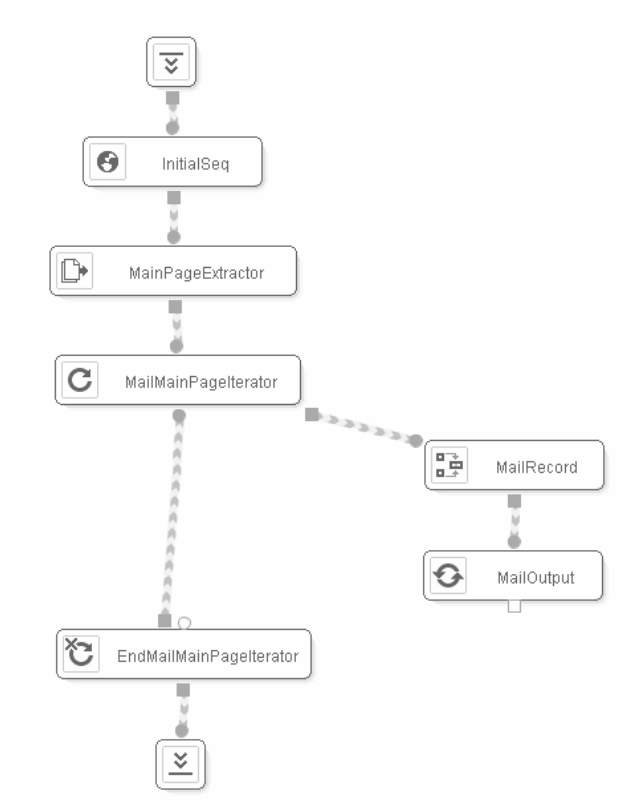 InitialSeq
MainPageExtractor
MailMainPageIterator
MailRecord
MailOutput
EndMailMainPageIterator